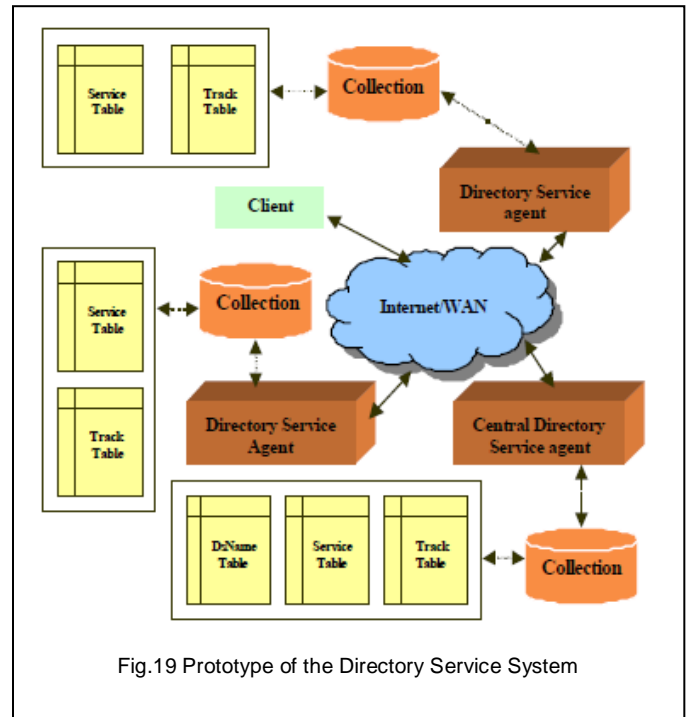 Service
Table
Track
Table
Collection
Directory Service
agent
Client
Service
Table
Track
Table
Collection
Internet/WAN
Directory Service
Agent
Central Directory
Service agent
DsName
Table
Service
Table
Track
Table
Collection
Fig.19 Prototype of the Directory Service System